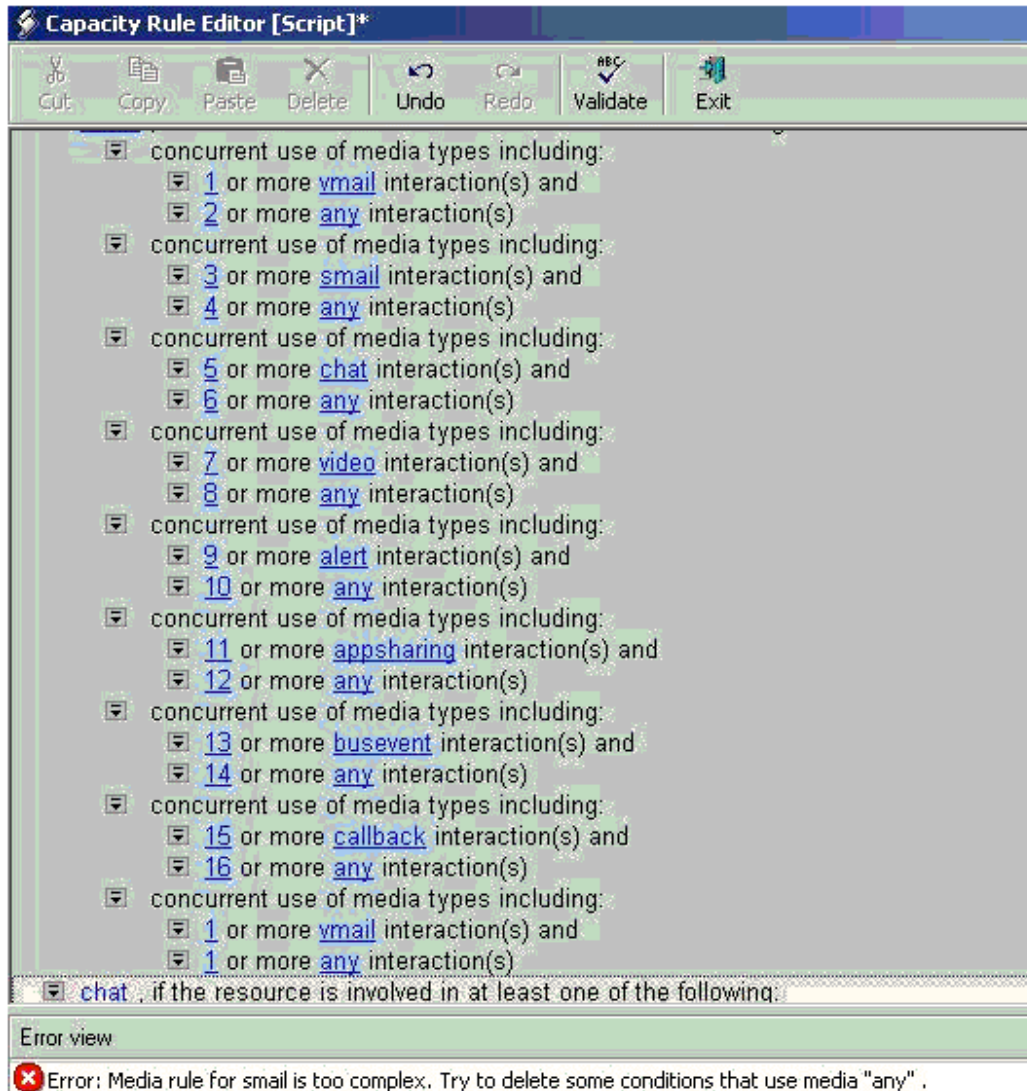 Capacity Rule Editor [Script]*
Cut Copy Paste Delete Undo Redo Validate Exit
concurrent use of media types including:
1 or more vmail interaction(s) and
2 or more any interaction(s)
concurrent use of media types including:
3 or more smail interaction(s) and
4 or more any interaction(s)
concurrent use of media types including:
5 or more chat interaction(s) and
6 or more any interaction(s)
concurrent use of media types including:
7 or more video interaction(s) and
8 or more any interaction(s)
concurrent use of media types including:
9 or more alert interaction(s) and
10 or more any interaction(s)
concurrent use of media types including:
11 or more appsharing interaction(s) and
12 or more any interaction(s)
concurrent use of media types including:
13 or more busevent interaction(s) and
14 or more any interaction(s)
concurrent use of media types including:
15 or more callback interaction(s) and
16 or more any interaction(s)
concurrent use of media types including:
1 or more vmail interaction(s) and
1 or more any interaction(s)
chat , if the resource is involved in at least one of the following:
Error view
Error: Media rule for smail is too complex. Try to delete some conditions that use media "any" .